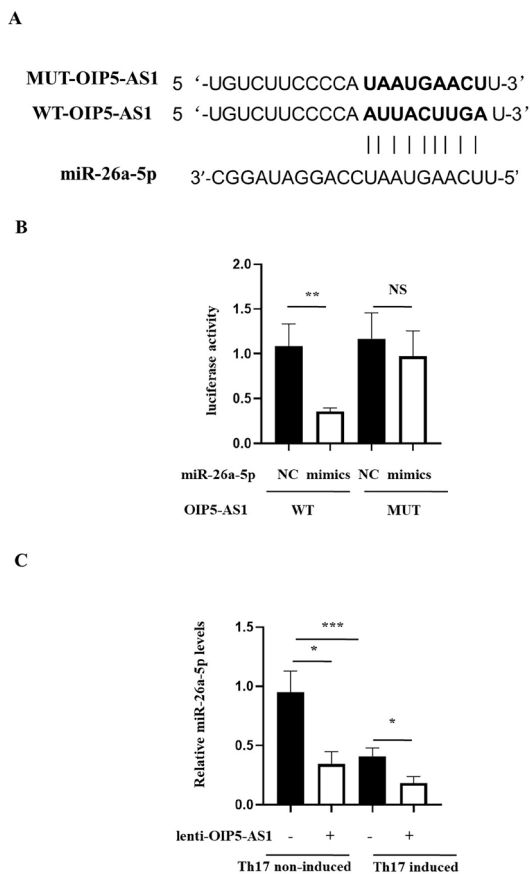 A
MUT-OIP5-AS1 5 ‘-UGUCUUCCCCA UAAUGAACUU-3’
WT-OIP5-AS1 5 ‘-UGUCUUCCCCA AUUACUUGA U-3’
miR-26a-5p 3′-CGGAUAGGACCUAAUGAACUU-5’
B
2.0
1.5
1.0
0.5
0.0
luciferase activity
**
NS
miR-26a-5p NC mimics NC mimics
OIP5-AS1 WT MUT
C
1.5
1.0
0.5
0.0
Relative miR-26a-5p levels
***
*
*
lenti-OIP5-AS1 - + - +
Th17 non-induced Th17 induced